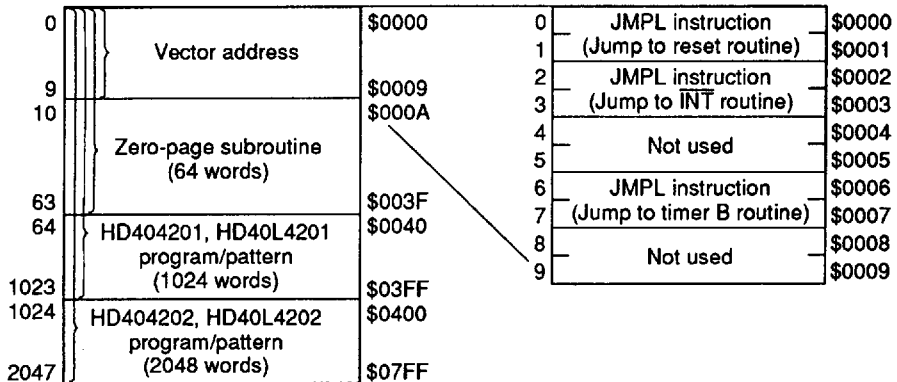 0
$0000
Vector address
9
$0009
10
$000A
Zero-page subroutine
(64 words)
63
$003F
64
$0040
HD404201, HD40L4201
program/pattern
(1024 words)
1023
$03FF
1024
$0400
HD404202, HD40L4202
program/pattern
(2048 words)
2047
$07FF
0
JMPL instruction
$0000
1
(Jump to reset routine)
$0001
2
JMPL instruction
$0002
3
(Jump to INT routine)
$0003
4
Not used
$0004
5
$0005
6
JMPL instruction
$0006
7
(Jump to timer B routine)
$0007
8
Not used
$0008
9
$0009